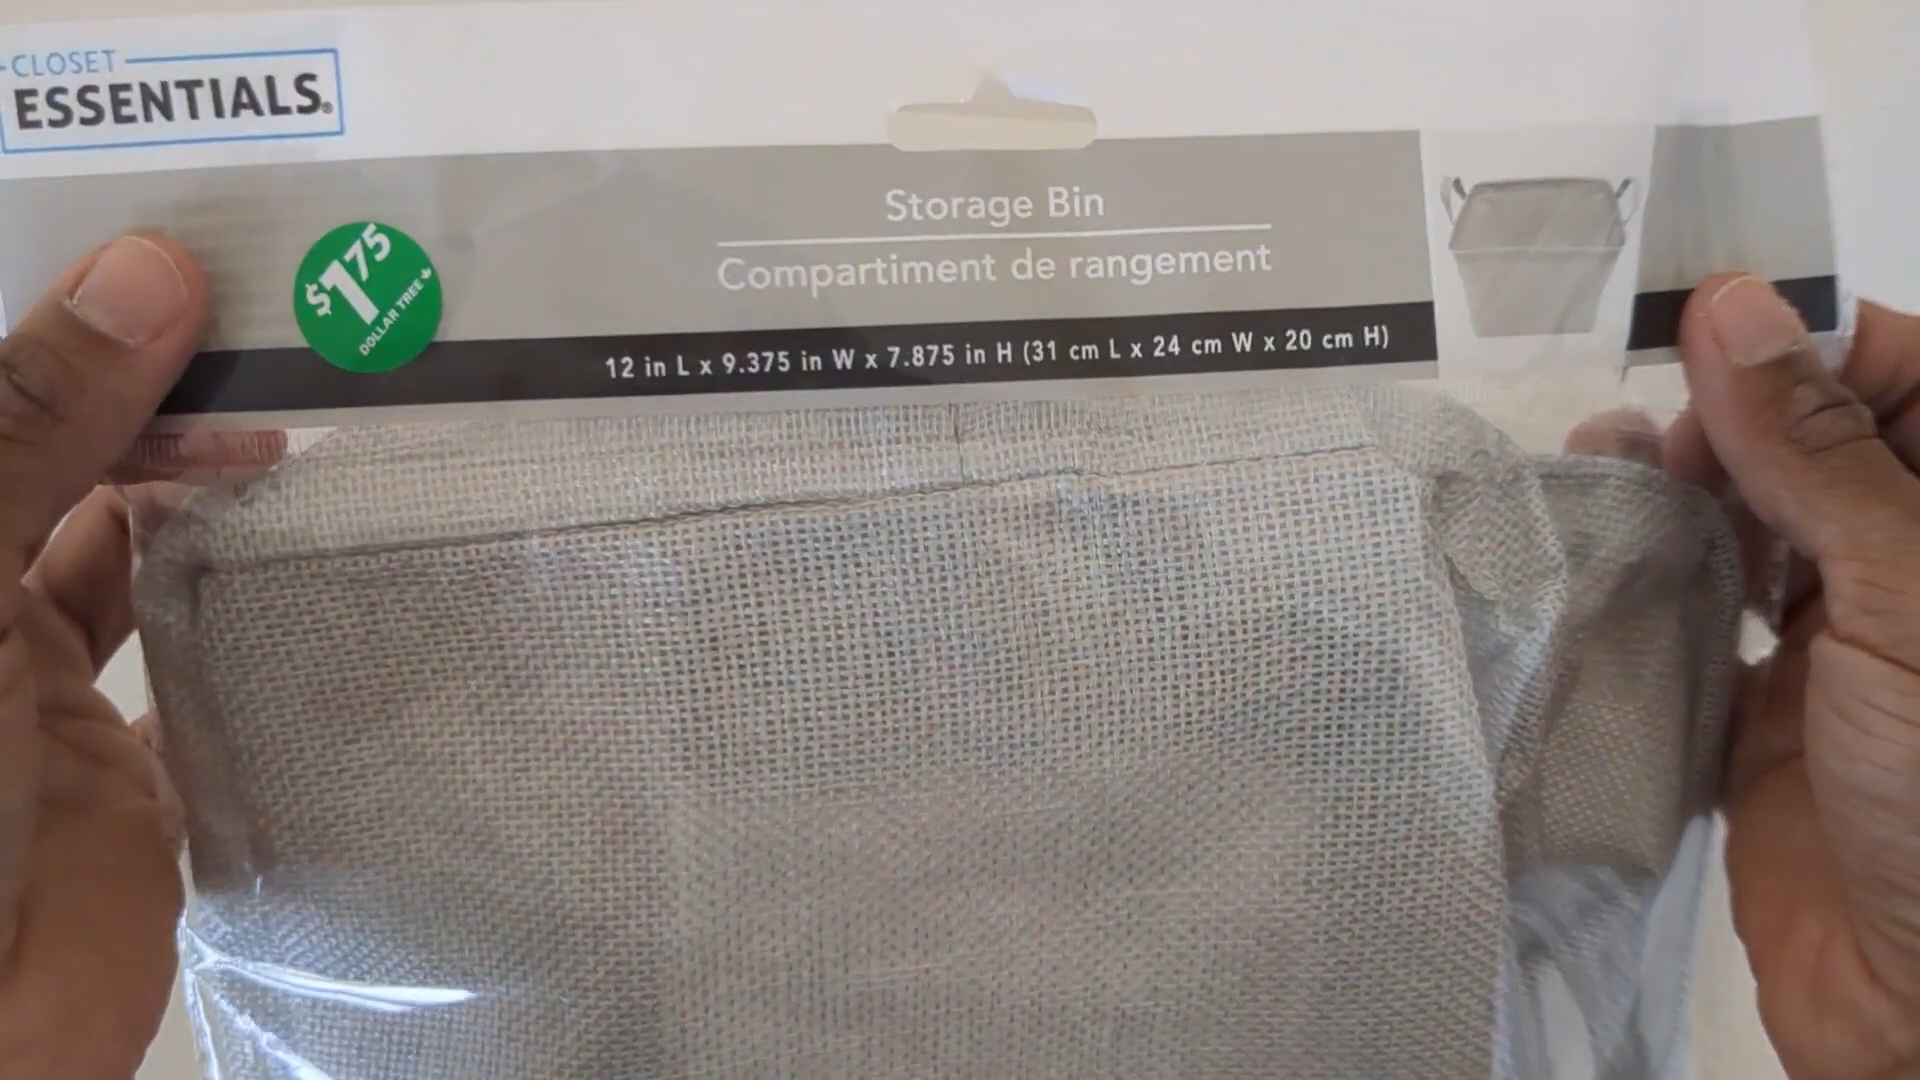 CLOSET
ESSENTIALS®
$1.75
DOLLAR TREE
Storage Bin
Compartiment de rangement
12 in L x 9.375 in W x 7.875 in H (31 cm L x 24 cm W x 20 cm H)